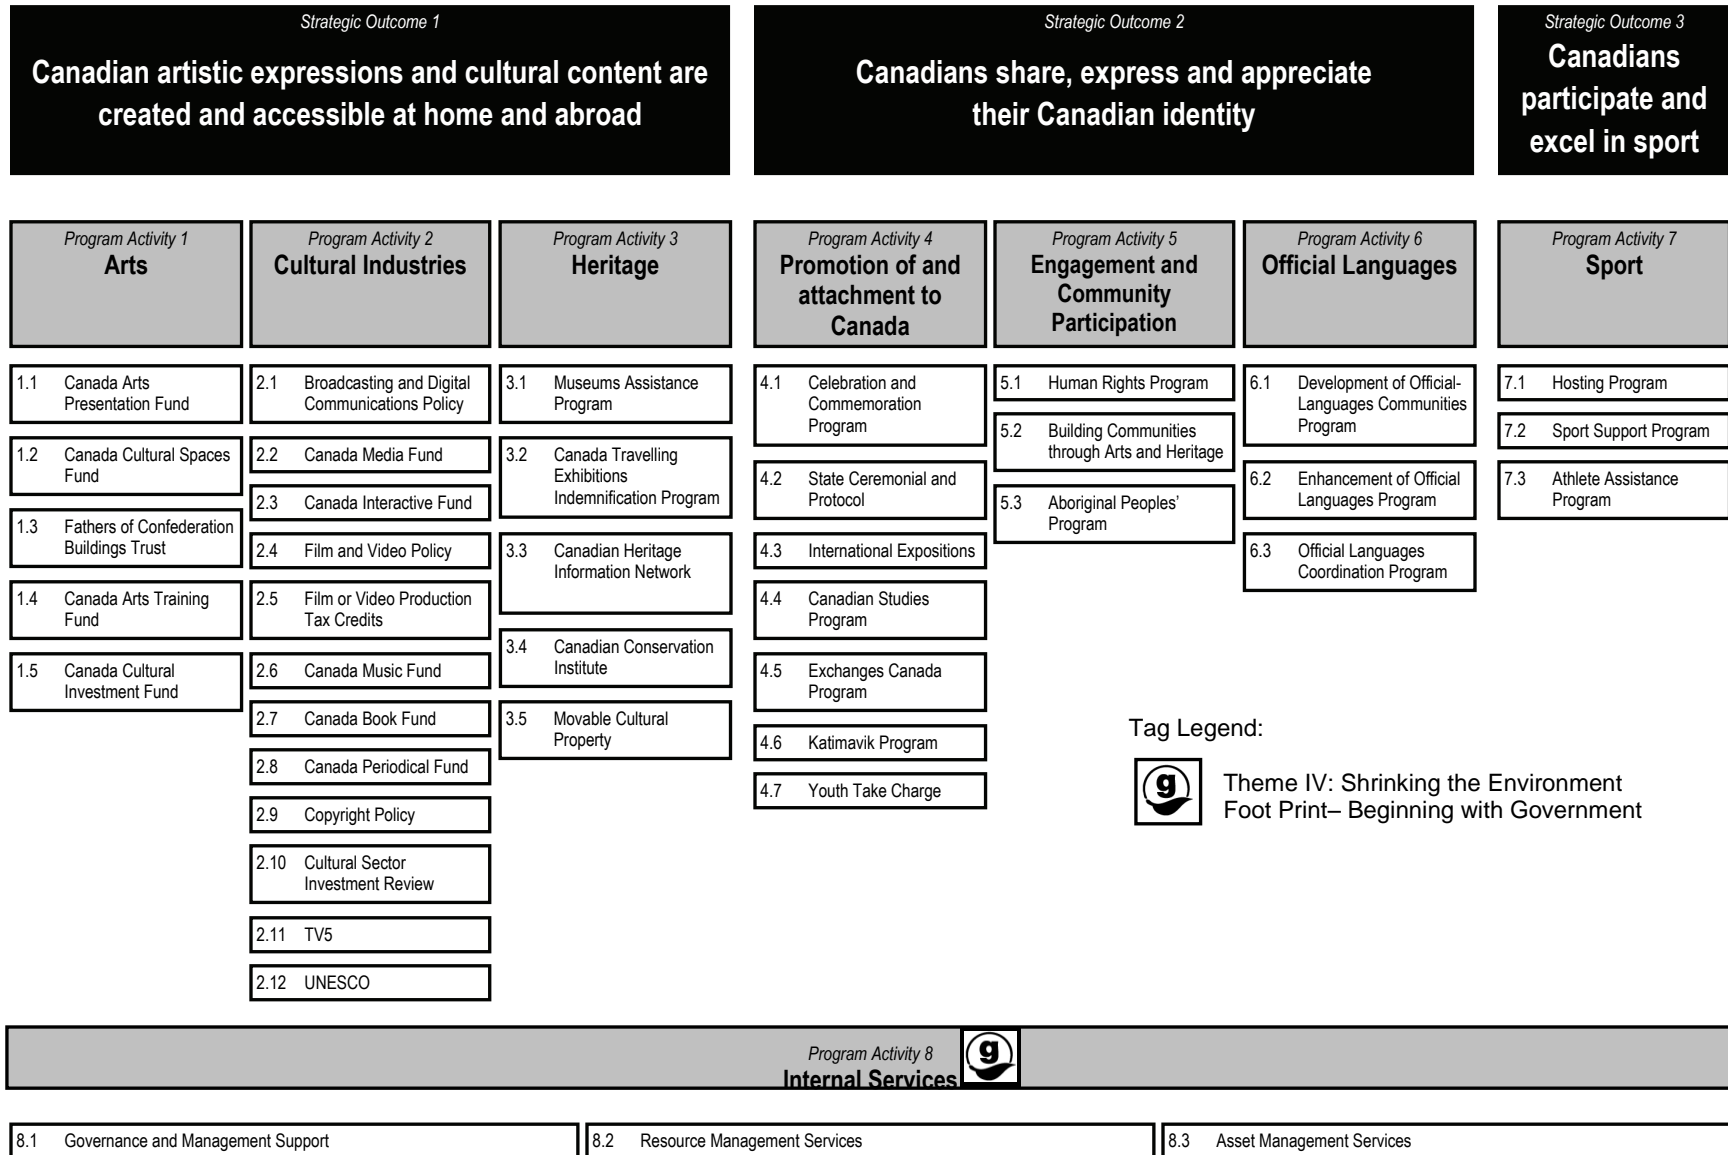 Strategic Outcome 1
Canadian artistic expressions and cultural content are
created and accessible at home and abroad
Strategic Outcome 2
Canadians share, express and appreciate
their Canadian identity
Strategic Outcome 3
Canadians
participate and
excel in sport
Program Activity 1
Arts
Program Activity 2
Cultural Industries
Program Activity 3
Heritage
Program Activity 4
Promotion of and
attachment to
Canada
Program Activity 5
Engagement and
Community
Participation
Program Activity 6
Official Languages
Program Activity 7
Sport
1.1 Canada Arts
Presentation Fund
1.2 Canada Cultural Spaces
Fund
1.3 Fathers of Confederation
Buildings Trust
1.4 Canada Arts Training
Fund
1.5 Canada Cultural
Investment Fund
2.1 Broadcasting and Digital
Communications Policy
2.2 Canada Media Fund
2.3 Canada Interactive Fund
2.4 Film and Video Policy
2.5 Film or Video Production
Tax Credits
2.6 Canada Music Fund
2.7 Canada Book Fund
2.8 Canada Periodical Fund
2.9 Copyright Policy
2.10 Cultural Sector
Investment Review
2.11 TV5
2.12 UNESCO
3.1 Museums Assistance
Program
3.2 Canada Travelling
Exhibitions
Indemnification Program
3.3 Canadian Heritage
Information Network
3.4 Canadian Conservation
Institute
3.5 Movable Cultural
Property
4.1 Celebration and
Commemoration
Program
4.2 State Ceremonial and
Protocol
4.3 International Expositions
4.4 Canadian Studies
Program
4.5 Exchanges Canada
Program
4.6 Katimavik Program
4.7 Youth Take Charge
5.1 Human Rights Program
5.2 Building Communities
through Arts and Heritage
5.3 Aboriginal Peoples’
Program
6.1 Development of Official-
Languages Communities
Program
6.2 Enhancement of Official
Languages Program
6.3 Official Languages
Coordination Program
7.1 Hosting Program
7.2 Sport Support Program
7.3 Athlete Assistance
Program
Tag Legend:
g
Theme IV: Shrinking the Environment
Foot Print– Beginning with Government
Program Activity 8
Internal Services
g
8.1 Governance and Management Support
8.2 Resource Management Services
8.3 Asset Management Services